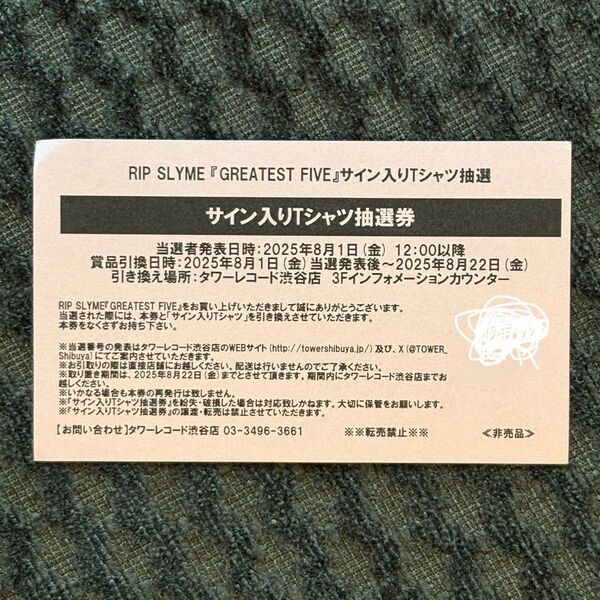 RIP SLYME『GREATEST FIVE』サイン入りTシャツ抽選
サイン入りTシャツ抽選券
当選者発表日時：2025年8月1日（金） 12：00以降
賞品引換日時：2025年8月1日（金）当選発表後～2025年8月22日（金）
引き換え場所：タワーレコード渋谷店　3Fインフォメーションカウンター
RIP SLYME『GREATEST FIVE』をお買い上げいただきまして誠にありがとうございます。
当選された際には、本券と「サイン入りTシャツ」を引き換えさせていただきます。
本券をなくさずお持ち下さい。
※当選番号の発表はタワーレコード渋谷店のWEBサイト（http://towershibuya.jp/）及び、X（@TOWER_
Shibuya）にてご案内させていただきます。
※お引取りの際は直接店舗にお越しください。配送は行いませんのでご了承ください。
※取り置き期間は、2025年8月22日（金）までとさせて頂きます。期間内にタワーレコード渋谷店までお
越しください。
※いかなる場合も本券の再発行は致しません。
※『サイン入りTシャツ抽選券』を紛失・破損した場合は対応致しかねます。大切に保管をお願いします。
※『サイン入りTシャツ抽選券』の譲渡・転売は禁止させていただきます。
【お問い合わせ】タワーレコード渋谷店 03-3496-3661　※※転売禁止※※　≪非売品≫